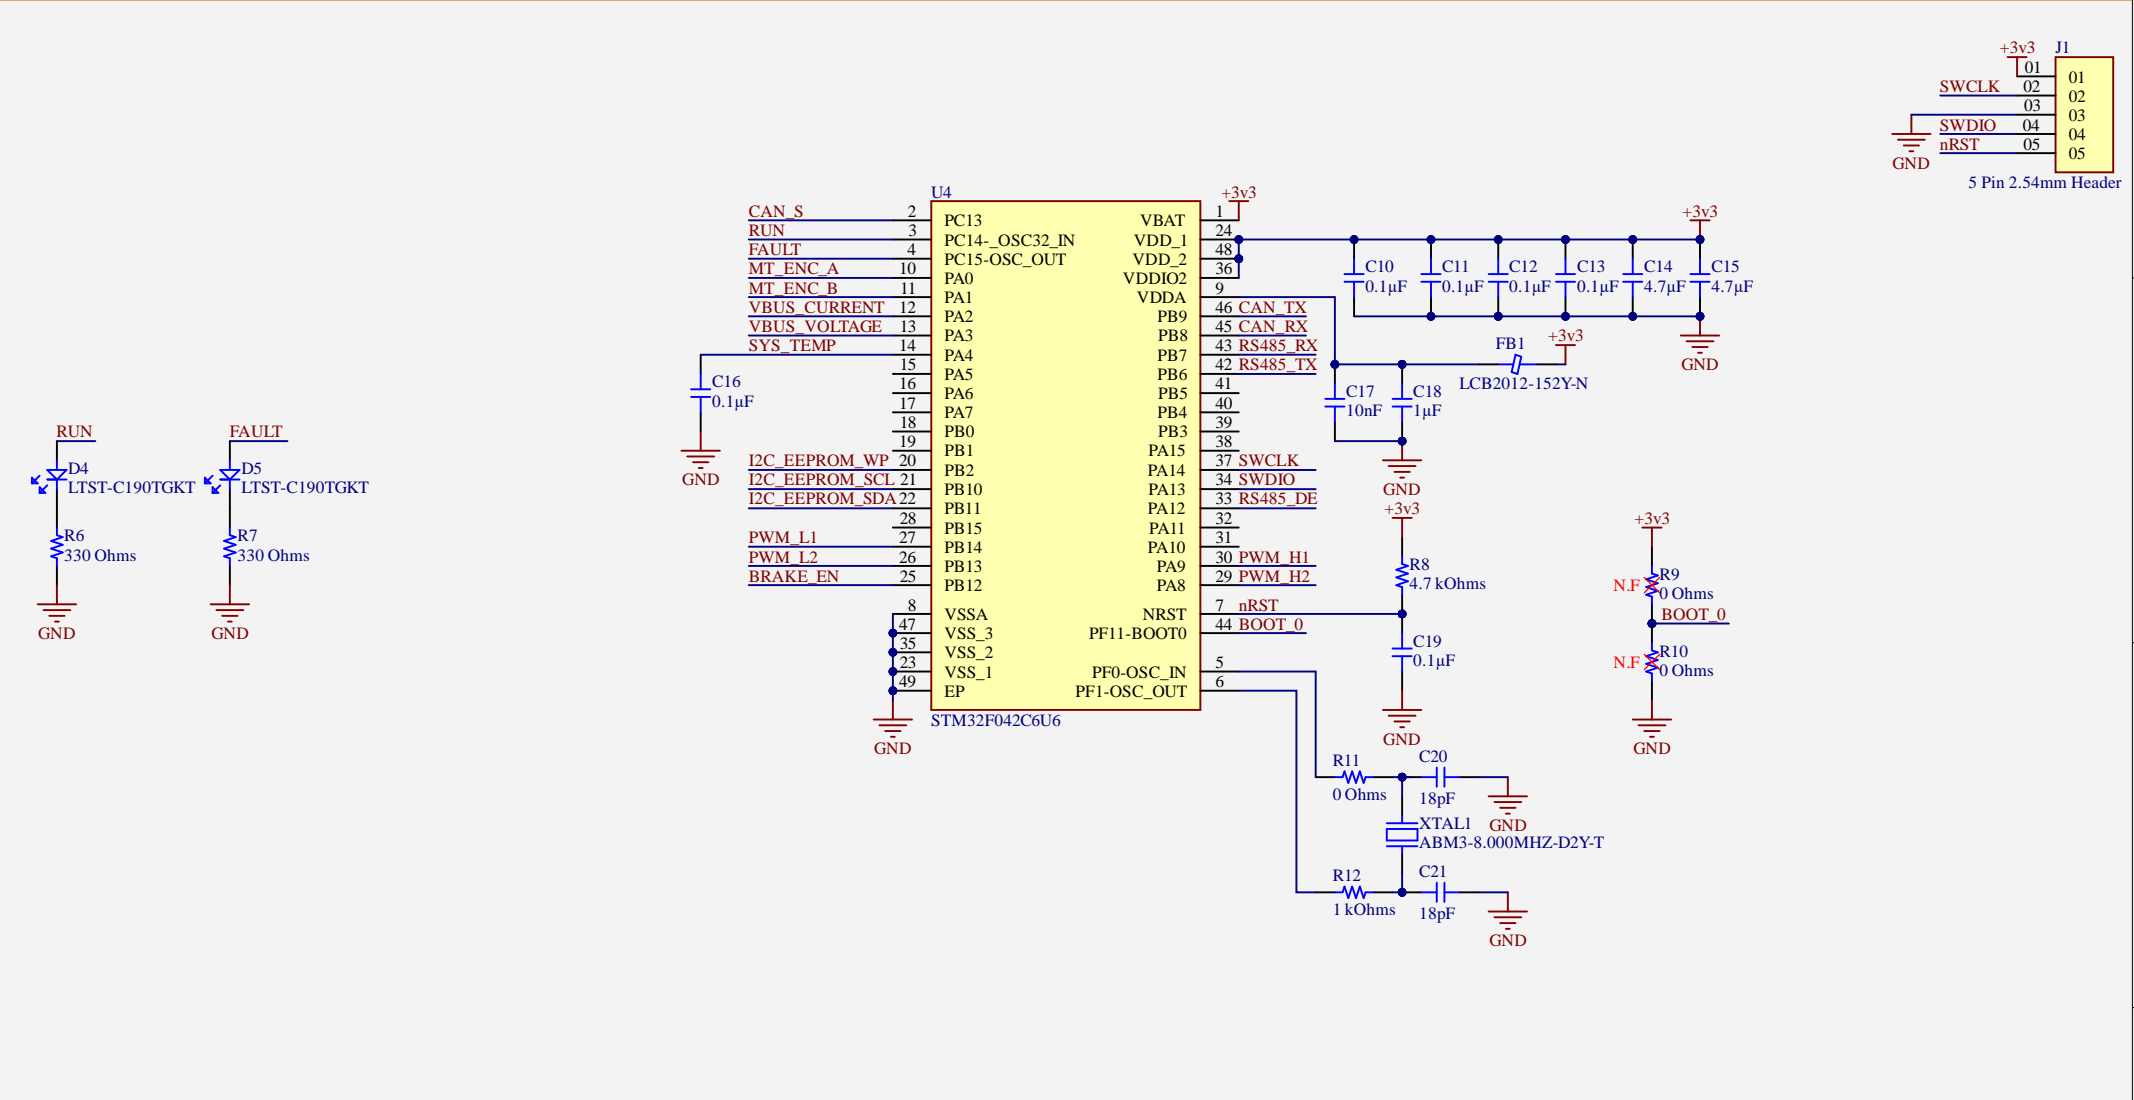 +3v3
J1
01
02
03
04
05
01
02
03
04
05
SWCLK
SWDIO
nRST
GND
5 Pin 2.54mm Header
U4
CAN_S 2 PC13
RUN 3 PC14-_OSC32_IN
FAULT 4 PC15-OSC_OUT
MT_ENC_A 10 PA0
MT_ENC_B 11 PA1
VBUS_CURRENT 12 PA2
VBUS_VOLTAGE 13 PA3
SYS_TEMP 14 PA4
15 PA5
16 PA6
17 PA7
18 PB0
19 PB1
I2C_EEPROM_WP 20 PB2
I2C_EEPROM_SCL 21 PB10
I2C_EEPROM_SDA 22 PB11
28 PB15
PWM_L1 27 PB14
PWM_L2 26 PB13
BRAKE_EN 25 PB12
8 VSSA
47 VSS_3
35 VSS_2
23 VSS_1
49 EP
GND
STM32F042C6U6
+3v3
VBAT 1
VDD_1 24
VDD_2 48
VDDIO2 36
VDDA 9
PB9 46 CAN_TX
PB8 45 CAN_RX
PB7 43 RS485_RX
PB6 42 RS485_TX
PB5 41
PB4 40
PB3 39
PA15 38
PA14 37 SWCLK
PA13 34 SWDIO
PA12 33 RS485_DE
PA11 32
PA10 31
PA9 30 PWM_H1
PA8 29 PWM_H2
NRST 7 nRST
PF11-BOOT0 44 BOOT_0
PF0-OSC_IN 5
PF1-OSC_OUT 6
+3v3
C10
0.1µF
C11
0.1µF
C12
0.1µF
C13
0.1µF
C14
4.7µF
C15
4.7µF
GND
+3v3
FB1
LCB2012-152Y-N
C17
10nF
C18
1µF
GND
C16
0.1µF
GND
RUN
D4
LTST-C190TGKT
R6
330 Ohms
GND
FAULT
D5
LTST-C190TGKT
R7
330 Ohms
GND
+3v3
R8
4.7 kOhms
C19
0.1µF
GND
+3v3
N.F
R9
0 Ohms
BOOT_0
N.F
R10
0 Ohms
GND
R11
0 Ohms
C20
18pF
GND
XTAL1
ABM3-8.000MHZ-D2Y-T
R12
1 kOhms
C21
18pF
GND